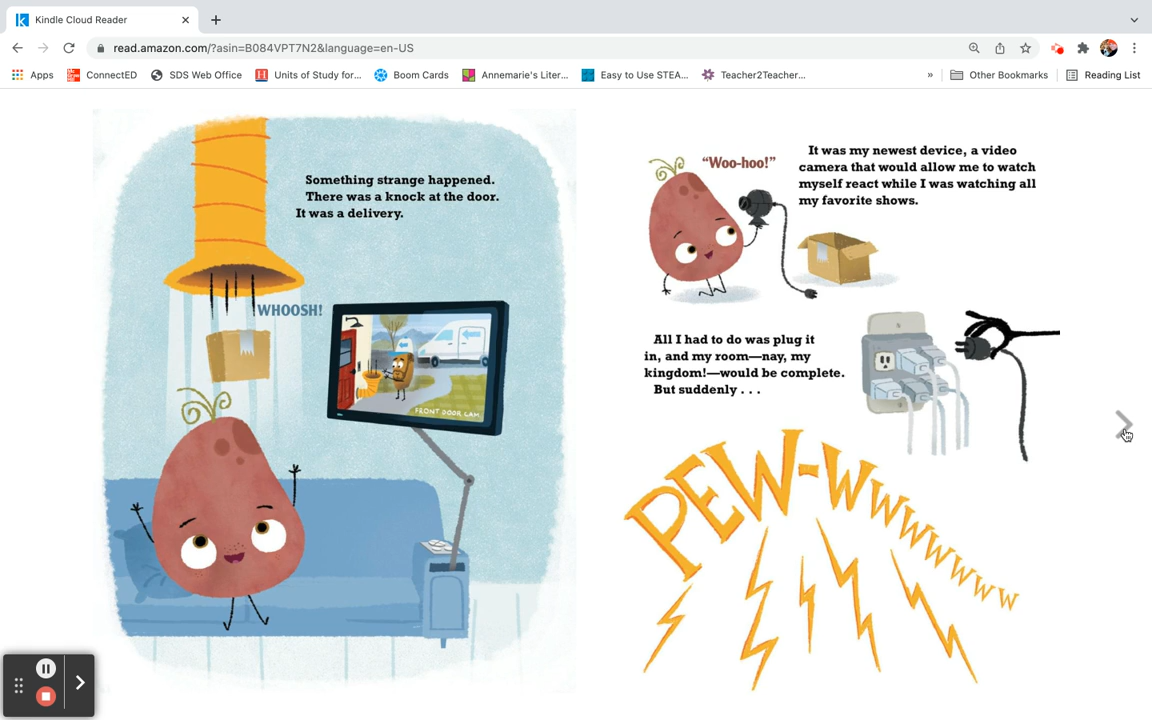 Kindle Cloud Reader
read.amazon.com/?asin=B084VPT7N2&language=en-US
Apps ConnectED SDS Web Office Units of Study for... Boom Cards Annemarie's Liter... Easy to Use STEA... Teacher2Teacher... » Other Bookmarks Reading List
Something strange happened.
There was a knock at the door.
It was a delivery.
WHOOSH!
FRONT DOOR CAM
"Woo-hoo!"
It was my newest device, a video
camera that would allow me to watch
myself react while I was watching all
my favorite shows.
All I had to do was plug it
in, and my room—nay, my
kingdom!—would be complete.
But suddenly . . .
PEW-WWWWWWWW